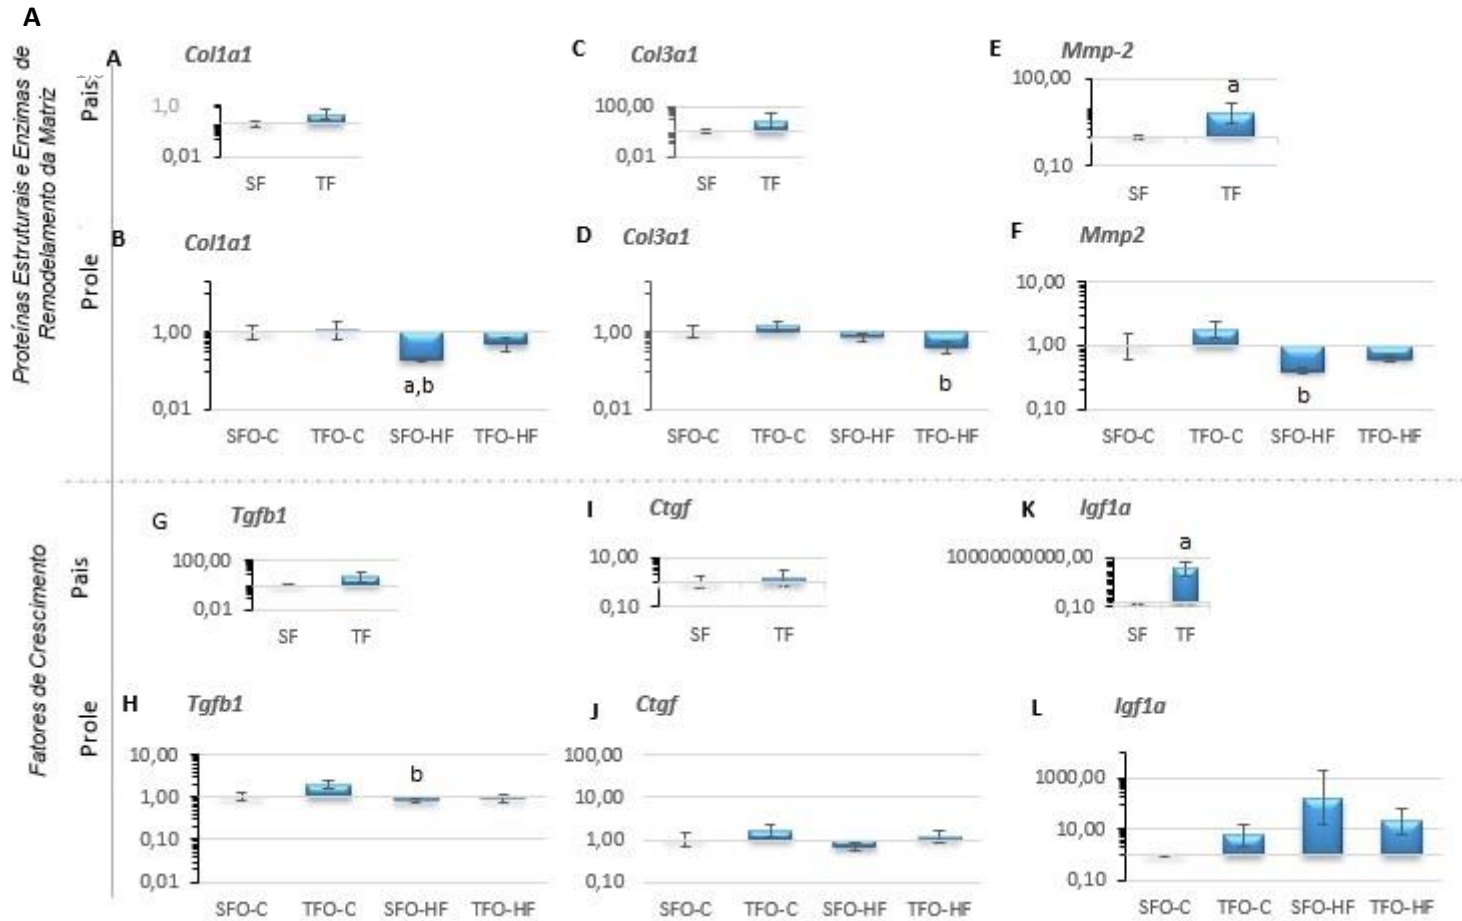 A
Proteínas Estruturais e Enzimas de
Remodelamento da Matriz
Pais
A
Col1a1
1,0
0,01
SF TF
C
Col3a1
100,00
0,01
SF TF
E
Mmp-2
100,00
a
0,10
SF TF
Prole
B
Col1a1
1,00
a,b
0,01
SFO-C TFO-C SFO-HF TFO-HF
D
Col3a1
1,00
b
0,01
SFO-C TFO-C SFO-HF TFO-HF
F
Mmp2
10,00
1,00
b
0,10
SFO-C TFO-C SFO-HF TFO-HF
Fatores de Crescimento
Pais
G
Tgfb1
100,00
0,01
SF TF
I
Ctgf
10,00
0,10
SF TF
K
Igf1a
a
10000000000,00
0,10
SF TF
Prole
H
Tgfb1
10,00
b
1,00
0,10
0,01
SFO-C TFO-C SFO-HF TFO-HF
J
Ctgf
100,00
10,00
1,00
0,10
SFO-C TFO-C SFO-HF TFO-HF
L
Igf1a
1000,00
10,00
0,10
SFO-C TFO-C SFO-HF TFO-HF